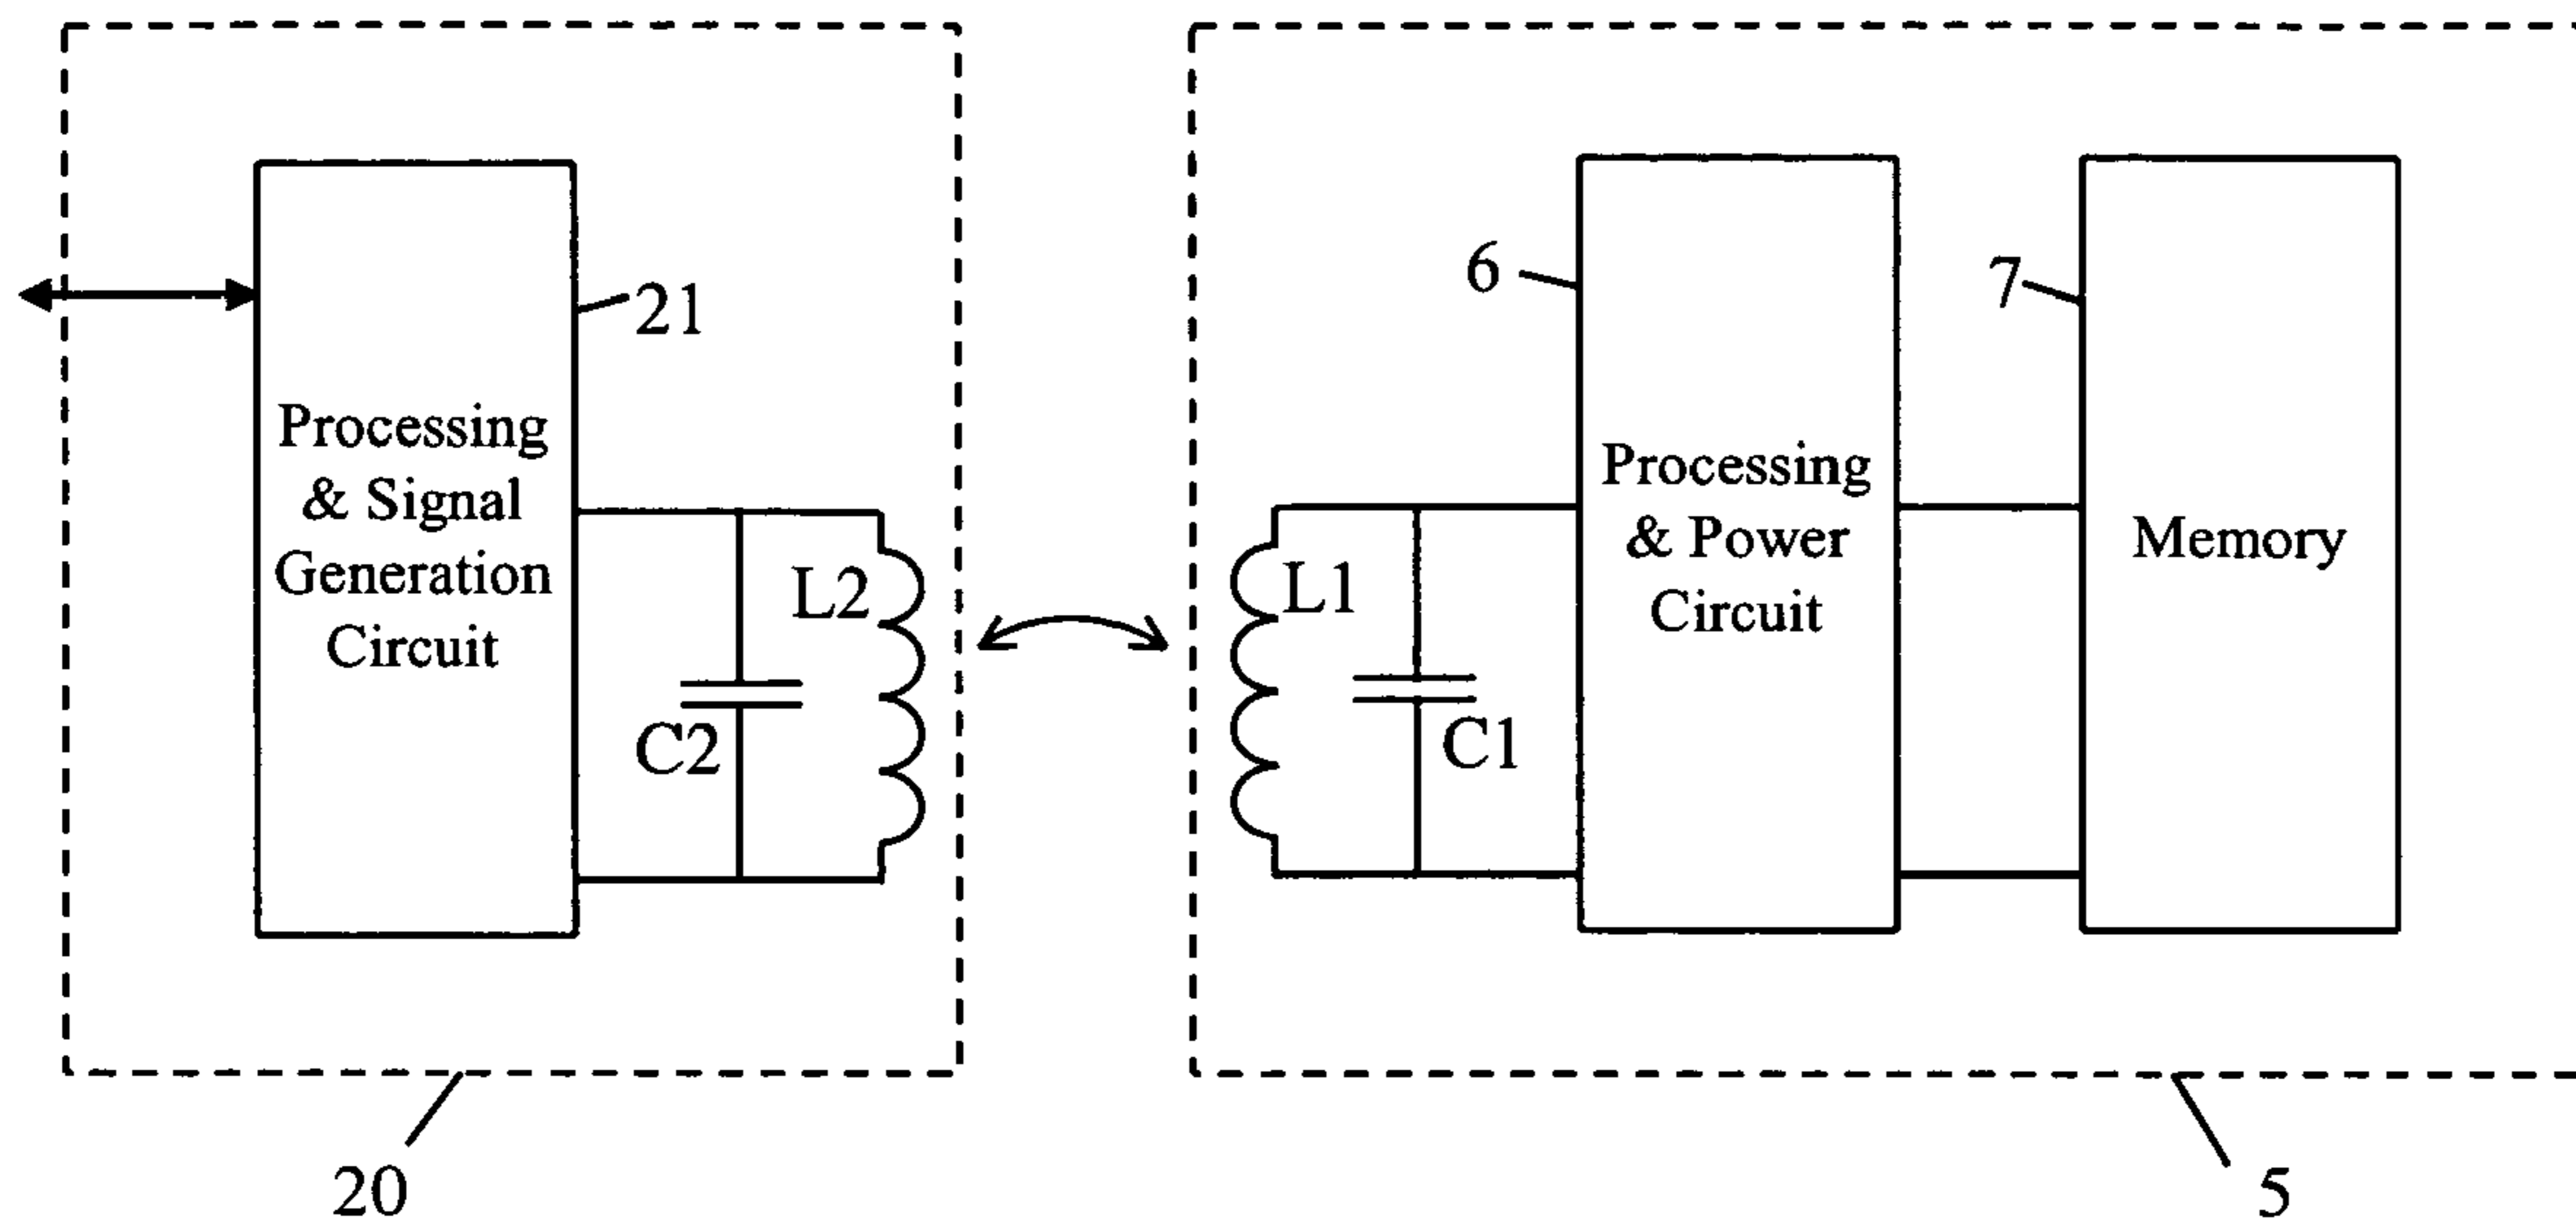 21
Processing
& Signal
Generation
Circuit
L2
C2
20
6
7
L1
C1
Processing
& Power
Circuit
Memory
5